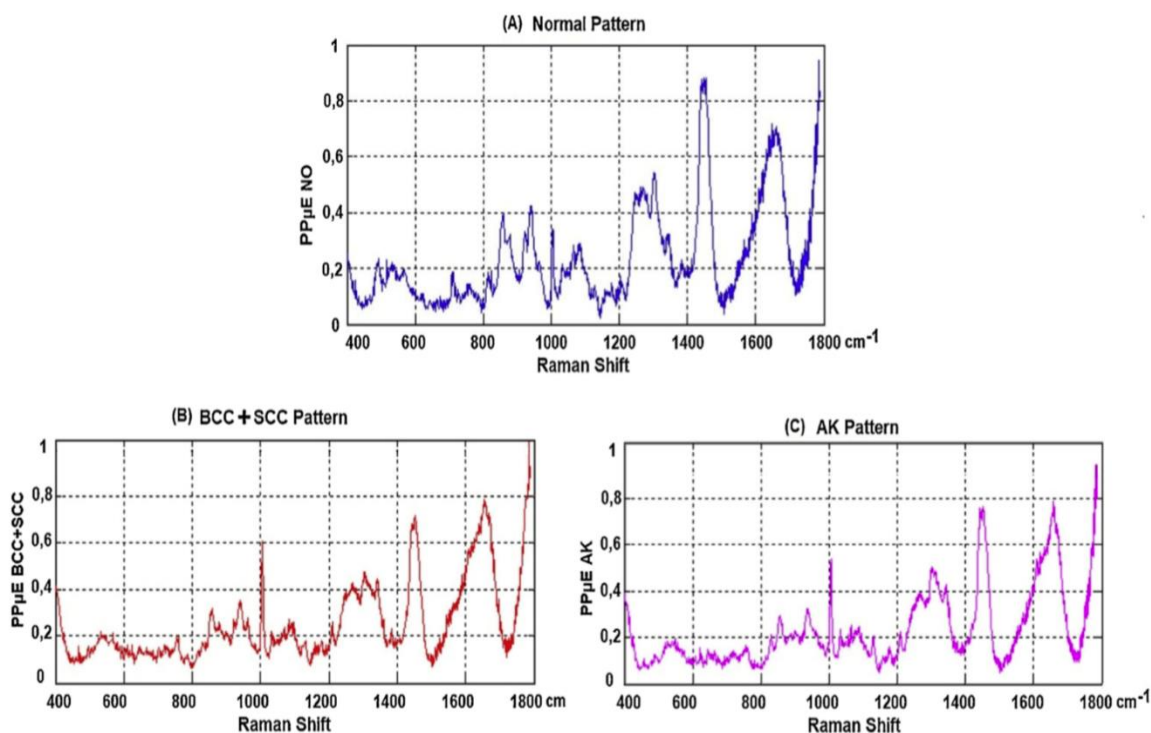 (A) Normal Pattern
PPµE NO
1
0,8
0,6
0,4
0,2
0
400 600 800 1000 1200 1400 1600 1800 cm-1
Raman Shift
(B) BCC+SCC Pattern
PPµE BCC+SCC
1
0,8
0,6
0,4
0,2
0
400 600 800 1000 1200 1400 1600 1800 cm
Raman Shift
(C) AK Pattern
PPµE AK
1
0,8
0,6
0,4
0,2
0
400 600 800 1000 1200 1400 1600 1800 cm-1
Raman Shift